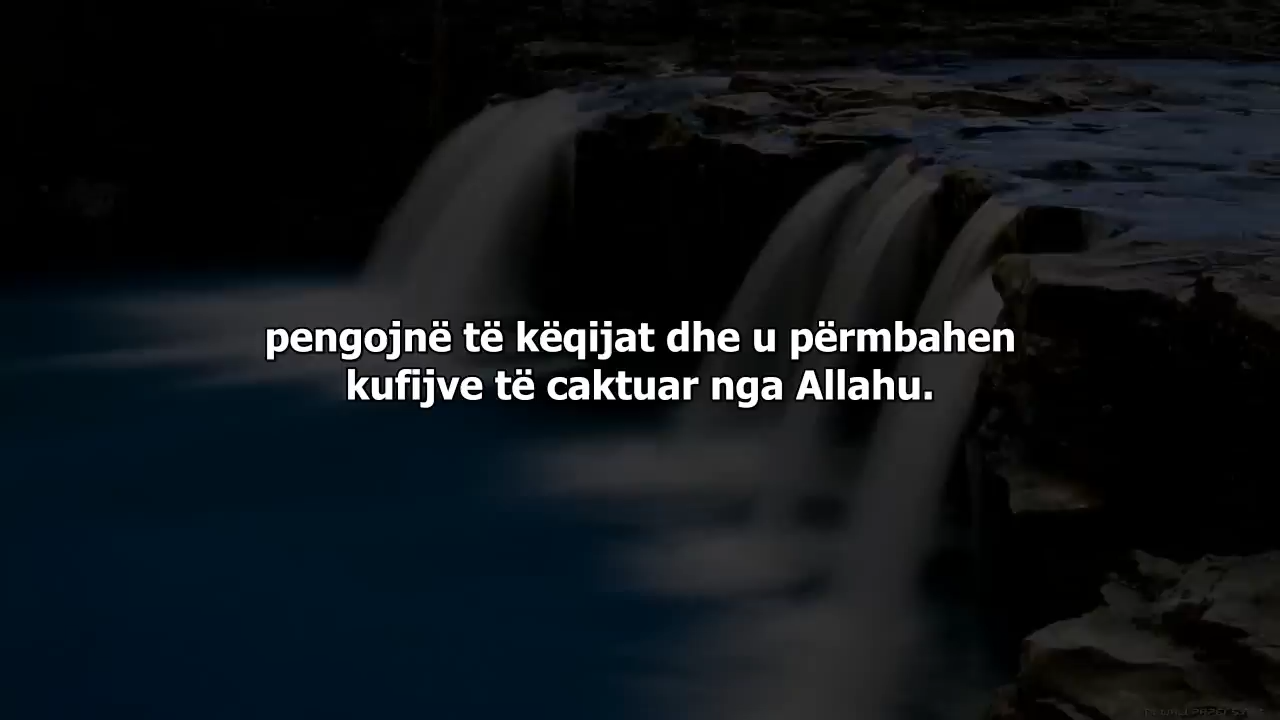 pengojnë të këqijat dhe u përmbahen
kufijve të caktuar nga Allahu.